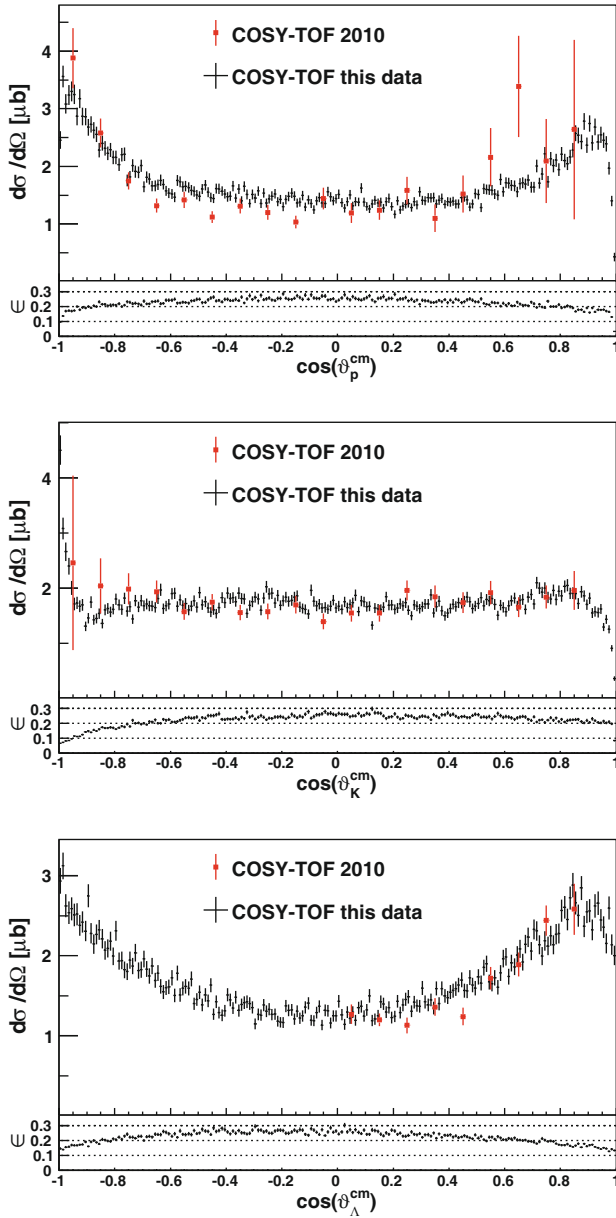 COSY-TOF 2010
COSY-TOF this data
dσ/dΩ [μb]
4
3
2
1
∈
0.3
0.2
0.1
0
-1 -0.8 -0.6 -0.4 -0.2 0 0.2 0.4 0.6 0.8 1
cos(ϑ_p^cm)
COSY-TOF 2010
COSY-TOF this data
dσ/dΩ [μb]
4
2
∈
0.3
0.2
0.1
0
-1 -0.8 -0.6 -0.4 -0.2 0 0.2 0.4 0.6 0.8 1
cos(ϑ_K^cm)
COSY-TOF 2010
COSY-TOF this data
dσ/dΩ [μb]
3
2
1
∈
0.3
0.2
0.1
0
-1 -0.8 -0.6 -0.4 -0.2 0 0.2 0.4 0.6 0.8 1
cos(ϑ_Λ^cm)